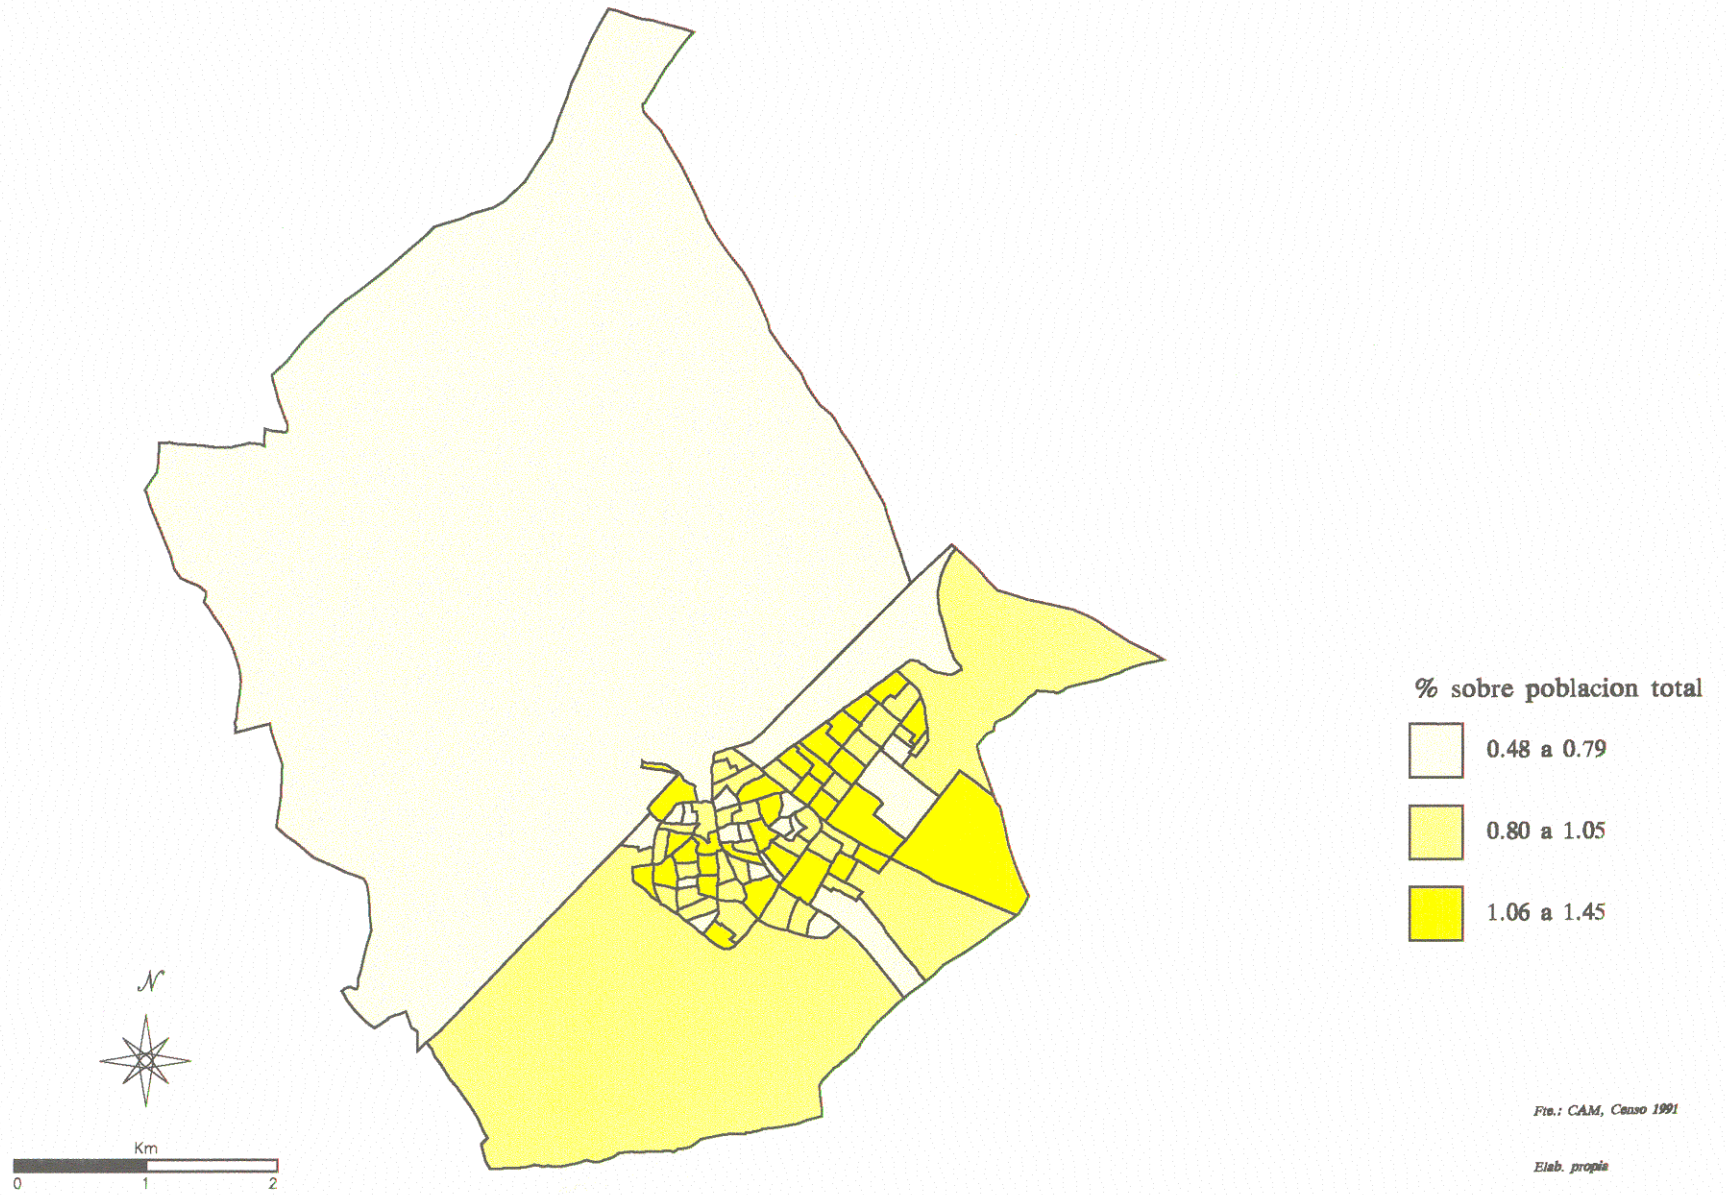 % sobre poblacion total
0.48 a 0.79
0.80 a 1.05
1.06 a 1.45
N
Km
0 1 2
Fte.: CAM, Censo 1991
Elab. propia